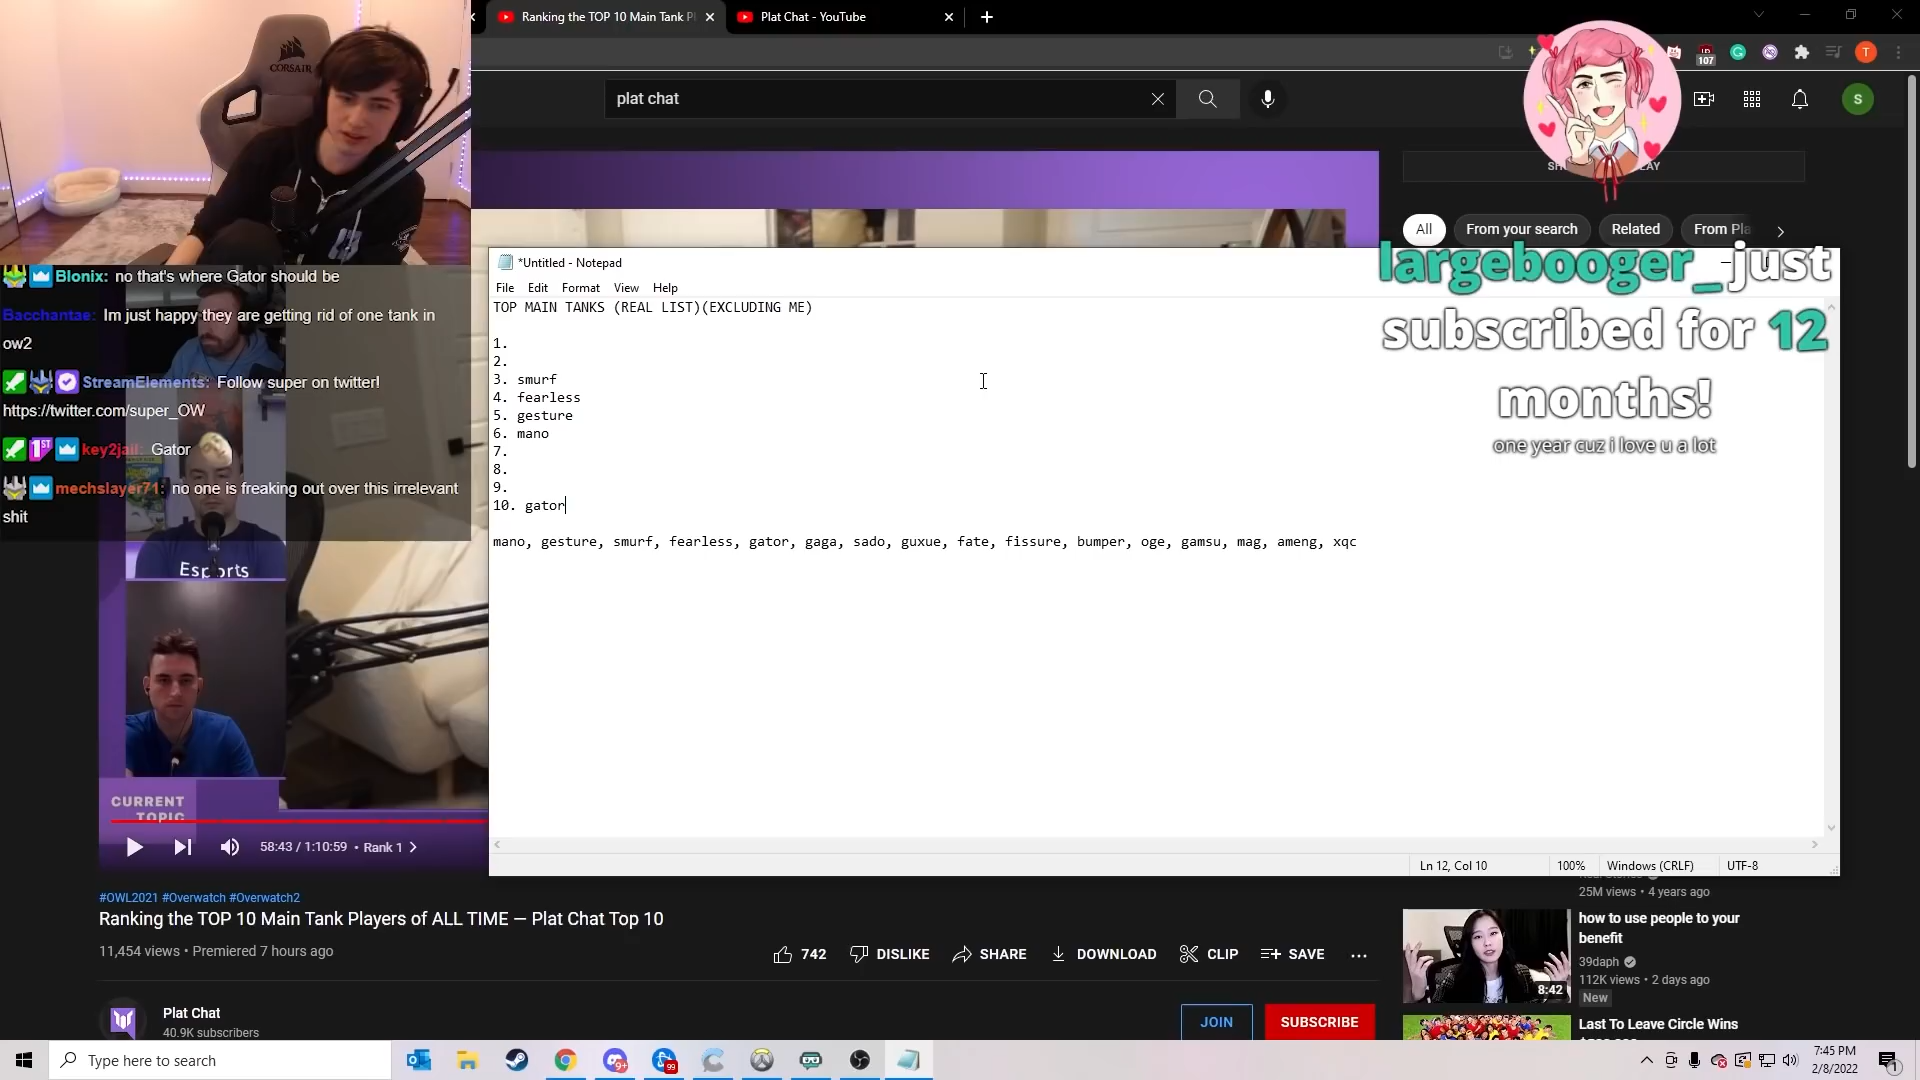 Ranking the TOP 10 Main Tank P
Plat Chat - YouTube
CORSAIR
plat chat
107
T
S
All
From your search
Related
From Pla
largebooger_ just
subscribed for 12
months!
one year cuz i love u a lot
Blonix: no that's where Gator should be
Bacchantae: Im just happy they are getting rid of one tank in
ow2
StreamElements: Follow super on twitter!
https://twitter.com/super_OW
1ST
key2jail: Gator
mechslayer71: no one is freaking out over this irrelevant
shit
Esports
*Untitled - Notepad
File Edit Format View Help
TOP MAIN TANKS (REAL LIST)(EXCLUDING ME)
1.
2.
3. smurf
4. fearless
5. gesture
6. mano
7.
8.
9.
10. gator
mano, gesture, smurf, fearless, gator, gaga, sado, guxue, fate, fissure, bumper, oge, gamsu, mag, ameng, xqc
Ln 12, Col 10
100%
Windows (CRLF)
UTF-8
CURRENT
TOPIC
58:43 / 1:10:59 • Rank 1
#OWL2021 #Overwatch #Overwatch2
Ranking the TOP 10 Main Tank Players of ALL TIME — Plat Chat Top 10
11,454 views • Premiered 7 hours ago
742
DISLIKE
SHARE
DOWNLOAD
CLIP
SAVE
Plat Chat
40.9K subscribers
JOIN
SUBSCRIBE
25M views • 4 years ago
how to use people to your
benefit
39daph
112K views • 2 days ago
New
8:42
Last To Leave Circle Wins
Type here to search
9+
99
7:45 PM
2/8/2022
1